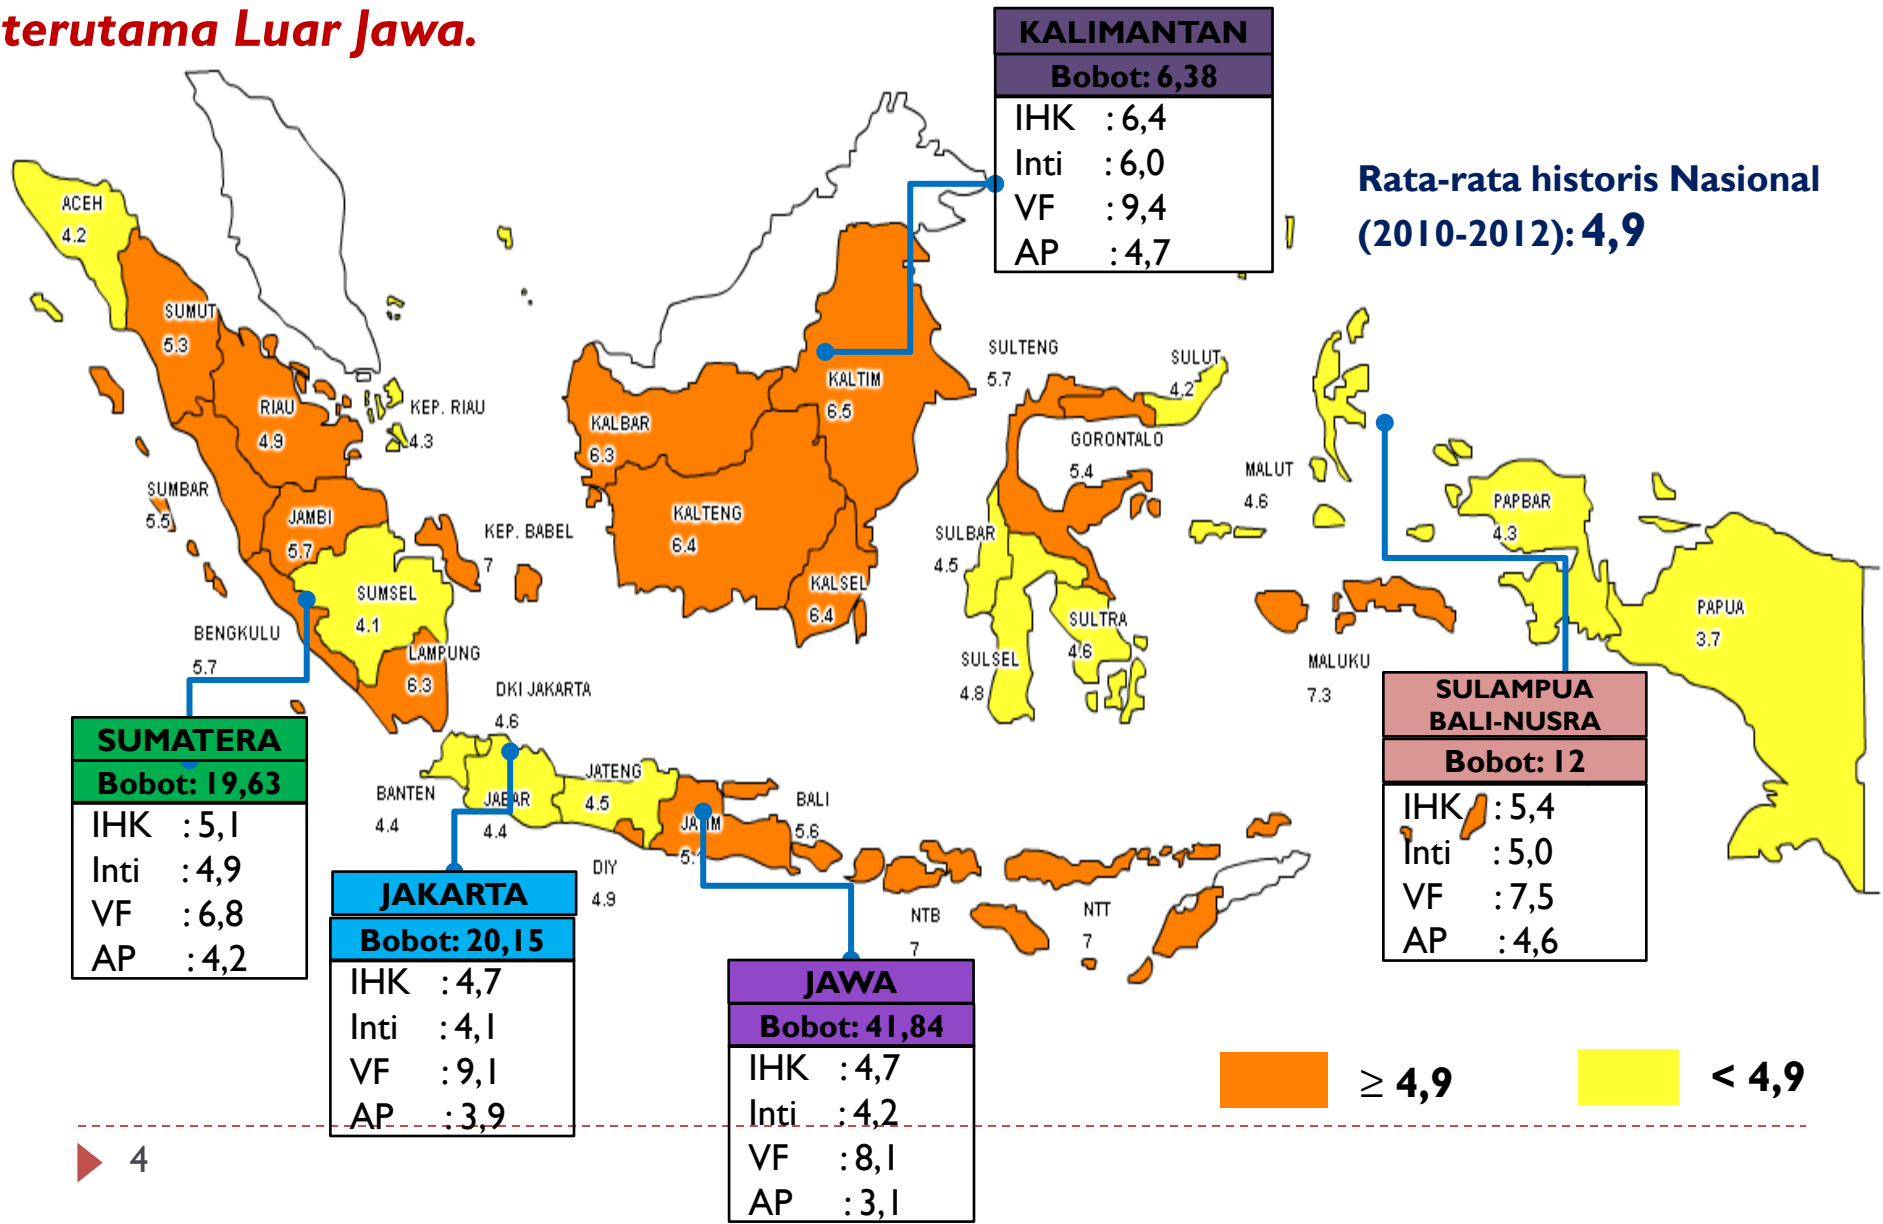 terutama Luar Jawa.
KALIMANTAN
Bobot: 6,38
IHK : 6,4
Inti : 6,0
VF : 9,4
AP : 4,7
Rata-rata historis Nasional
(2010-2012): 4,9
ACEH
4.2
SUMUT
5.3
RIAU
4.9
KEP. RIAU
4.3
SUMBAR
5.5
JAMBI
5.7
KEP. BABEL
7
SUMSEL
4.1
BENGKULU
5.7
LAMPUNG
6.3
KALBAR
6.3
KALTENG
6.4
KALTIM
6.5
KALSEL
6.4
SULTENG
5.7
SULUT
4.2
GORONTALO
5.4
SULBAR
4.5
SULSEL
4.8
SULTRA
4.6
MALUT
4.6
MALUKU
7.3
PAPBAR
4.3
PAPUA
3.7
DKI JAKARTA
4.6
BANTEN
4.4
JABAR
4.4
JATENG
4.5
DIY
4.9
BALI
5.6
NTB
7
NTT
7
SUMATERA
Bobot: 19,63
IHK : 5,1
Inti : 4,9
VF : 6,8
AP : 4,2
JAKARTA
Bobot: 20,15
IHK : 4,7
Inti : 4,1
VF : 9,1
AP : 3,9
JAWA
Bobot: 41,84
IHK : 4,7
Inti : 4,2
VF : 8,1
AP : 3,1
SULAMPUA
BALI-NUSRA
Bobot: 12
IHK : 5,4
Inti : 5,0
VF : 7,5
AP : 4,6
≥ 4,9
< 4,9
4